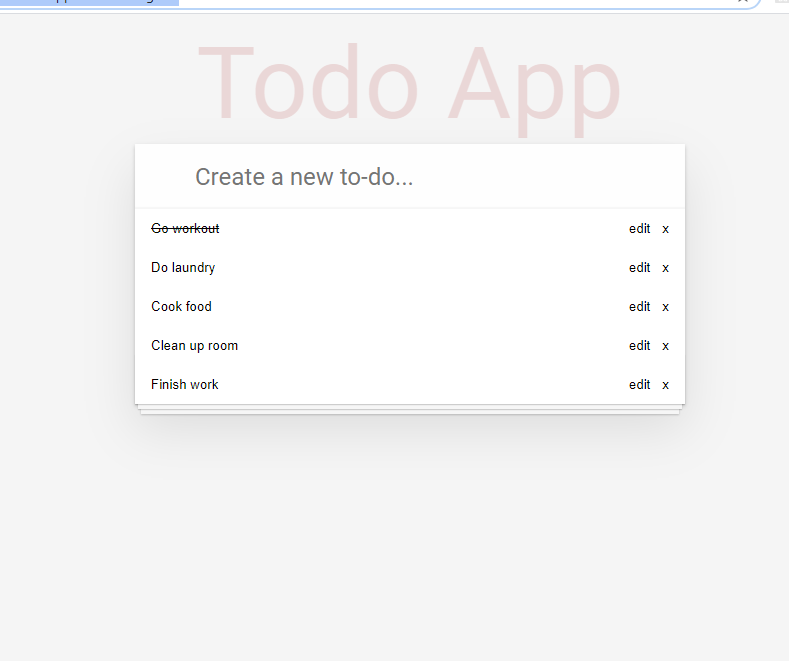 Todo App
Create a new to-do...
Go workout edit x
Do laundry edit x
Cook food edit x
Clean up room edit x
Finish work edit x